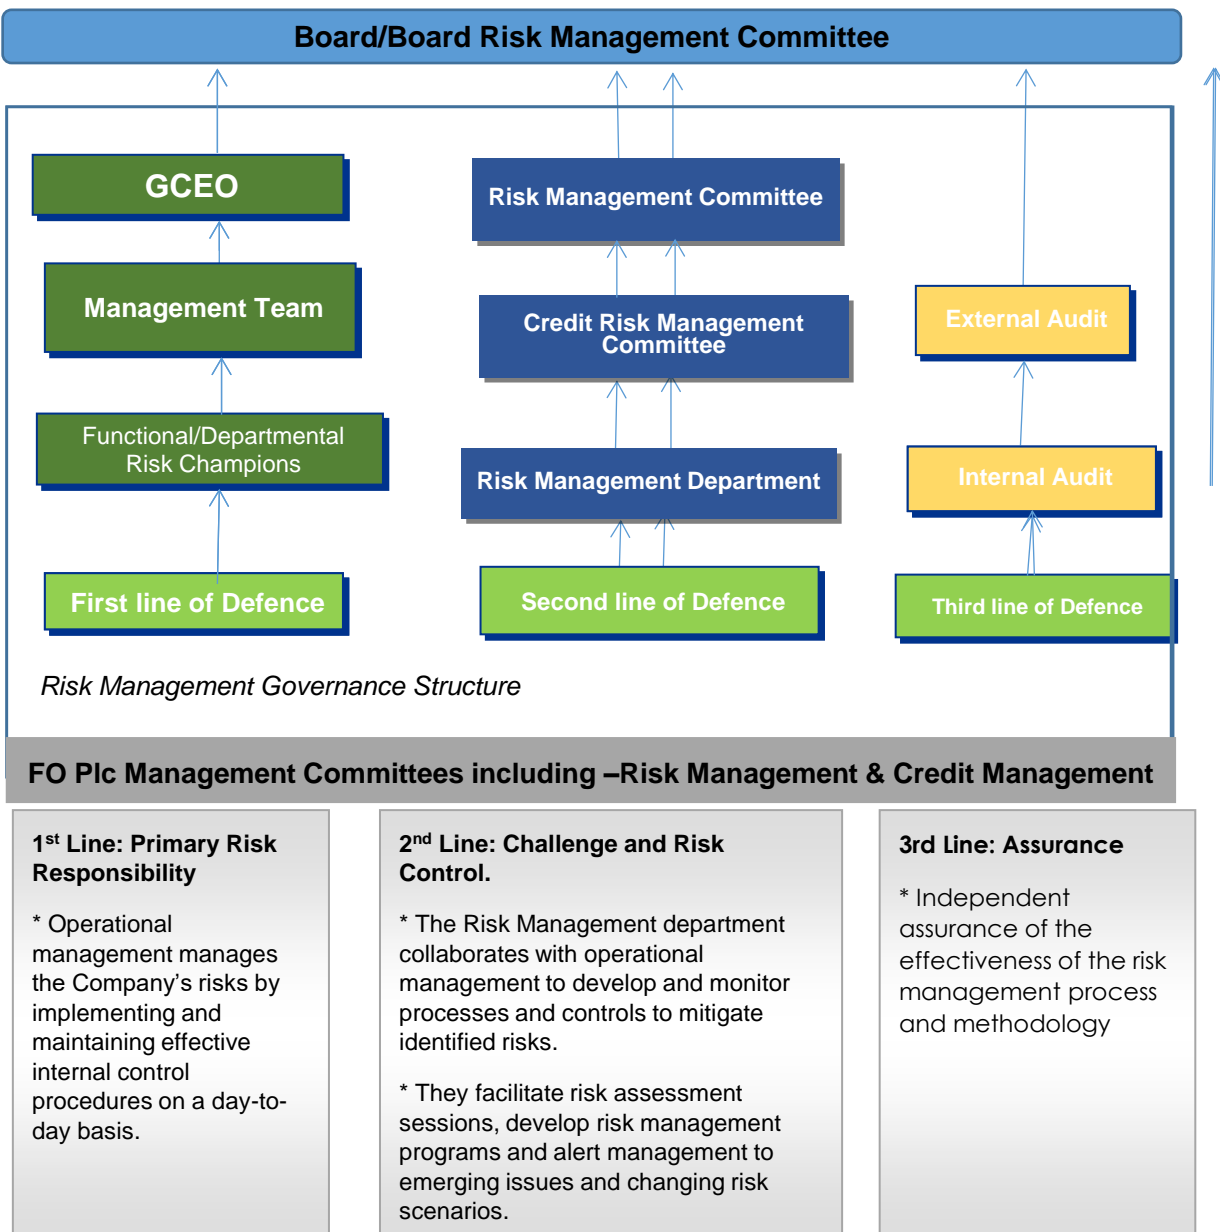 Board/Board Risk Management Committee
GCEO
Management Team
Functional/Departmental
Risk Champions
First line of Defence
Risk Management Committee
Credit Risk Management
Committee
Risk Management Department
Second line of Defence
External Audit
Internal Audit
Third line of Defence
Risk Management Governance Structure
FO Plc Management Committees including –Risk Management & Credit Management
1st Line: Primary Risk
Responsibility
* Operational
management manages
the Company’s risks by
implementing and
maintaining effective
internal control
procedures on a day-to-
day basis.
2nd Line: Challenge and Risk
Control.
* The Risk Management department
collaborates with operational
management to develop and monitor
processes and controls to mitigate
identified risks.
* They facilitate risk assessment
sessions, develop risk management
programs and alert management to
emerging issues and changing risk
scenarios.
3rd Line: Assurance
* Independent
assurance of the
effectiveness of the risk
management process
and methodology